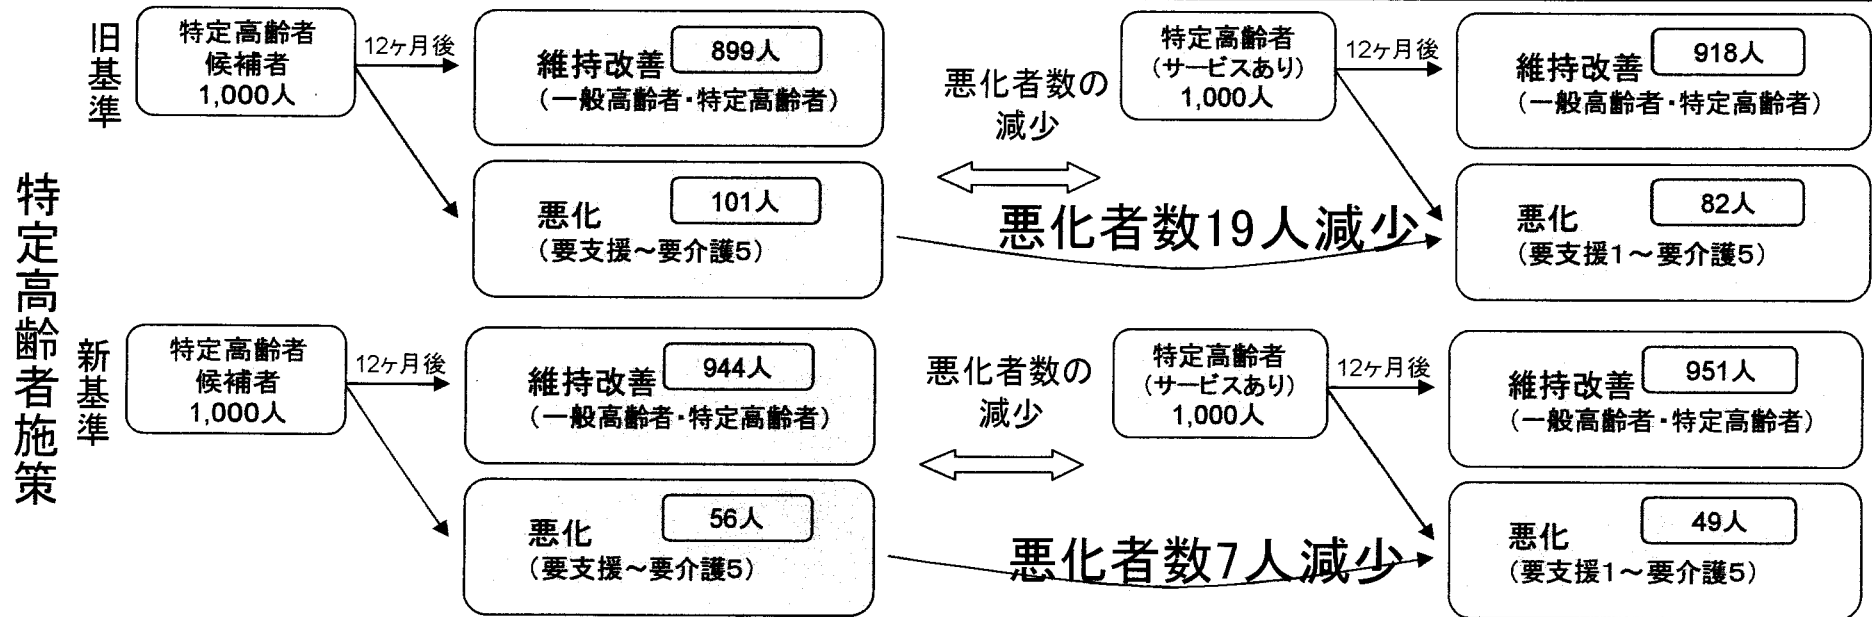 特定高齢者施策
旧基準
特定高齢者
候補者
1,000人
12ヶ月後
維持改善 899人
(一般高齢者・特定高齢者)
悪化 101人
(要支援～要介護5)
悪化者数の
減少
悪化者数19人減少
特定高齢者
(サービスあり)
1,000人
12ヶ月後
維持改善 918人
(一般高齢者・特定高齢者)
悪化 82人
(要支援1～要介護5)
新基準
特定高齢者
候補者
1,000人
12ヶ月後
維持改善 944人
(一般高齢者・特定高齢者)
悪化 56人
(要支援～要介護5)
悪化者数の
減少
悪化者数7人減少
特定高齢者
(サービスあり)
1,000人
12ヶ月後
維持改善 951人
(一般高齢者・特定高齢者)
悪化 49人
(要支援1～要介護5)